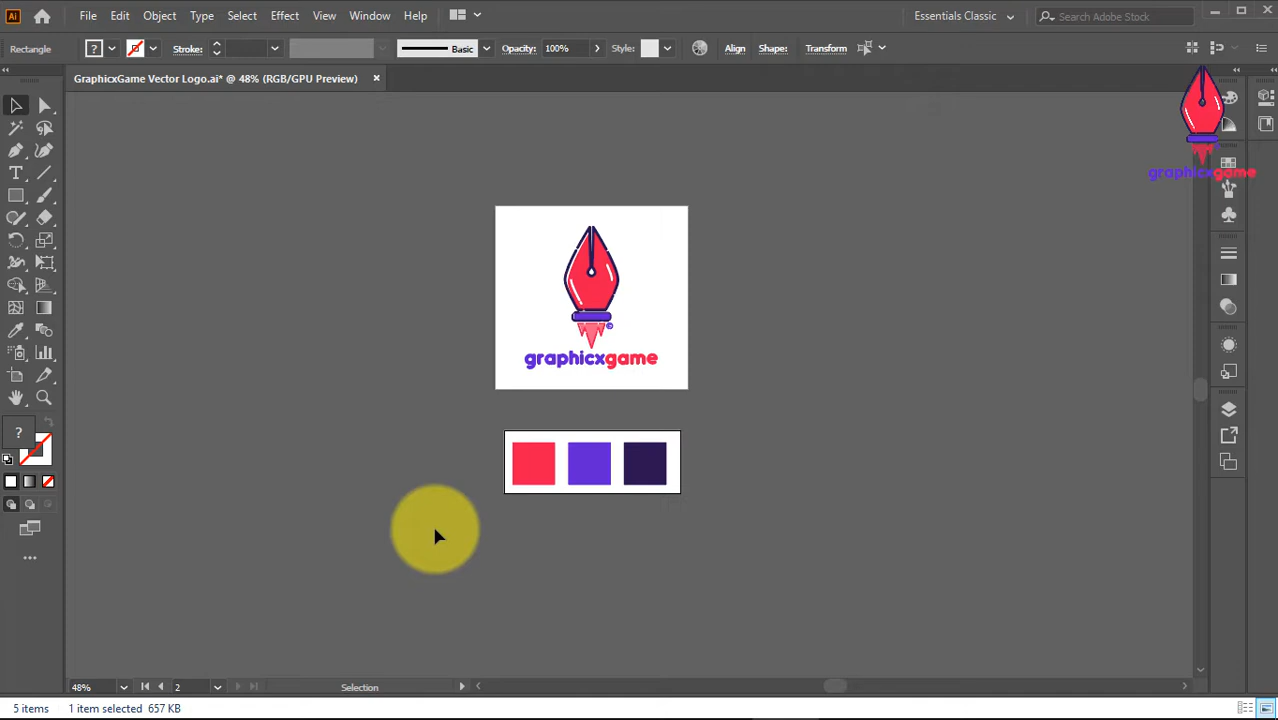 Ai File Edit Object Type Select Effect View Window Help Essentials Classic Search Adobe Stock
Rectangle ? Stroke: Basic Opacity: 100% Style: Align Shape: Transform
GraphicxGame Vector Logo.ai* @ 48% (RGB/GPU Preview) ×
graphicxgame
©
graphicxgame
T
?
48% 2 Selection
5 items 1 item selected 657 KB